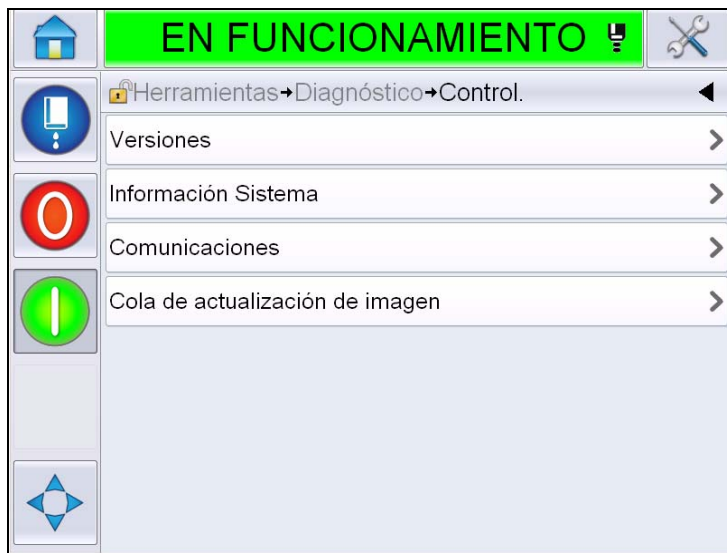 EN FUNCIONAMIENTO
Herramientas→Diagnóstico→Control.
Versiones
Información Sistema
Comunicaciones
Cola de actualización de imagen